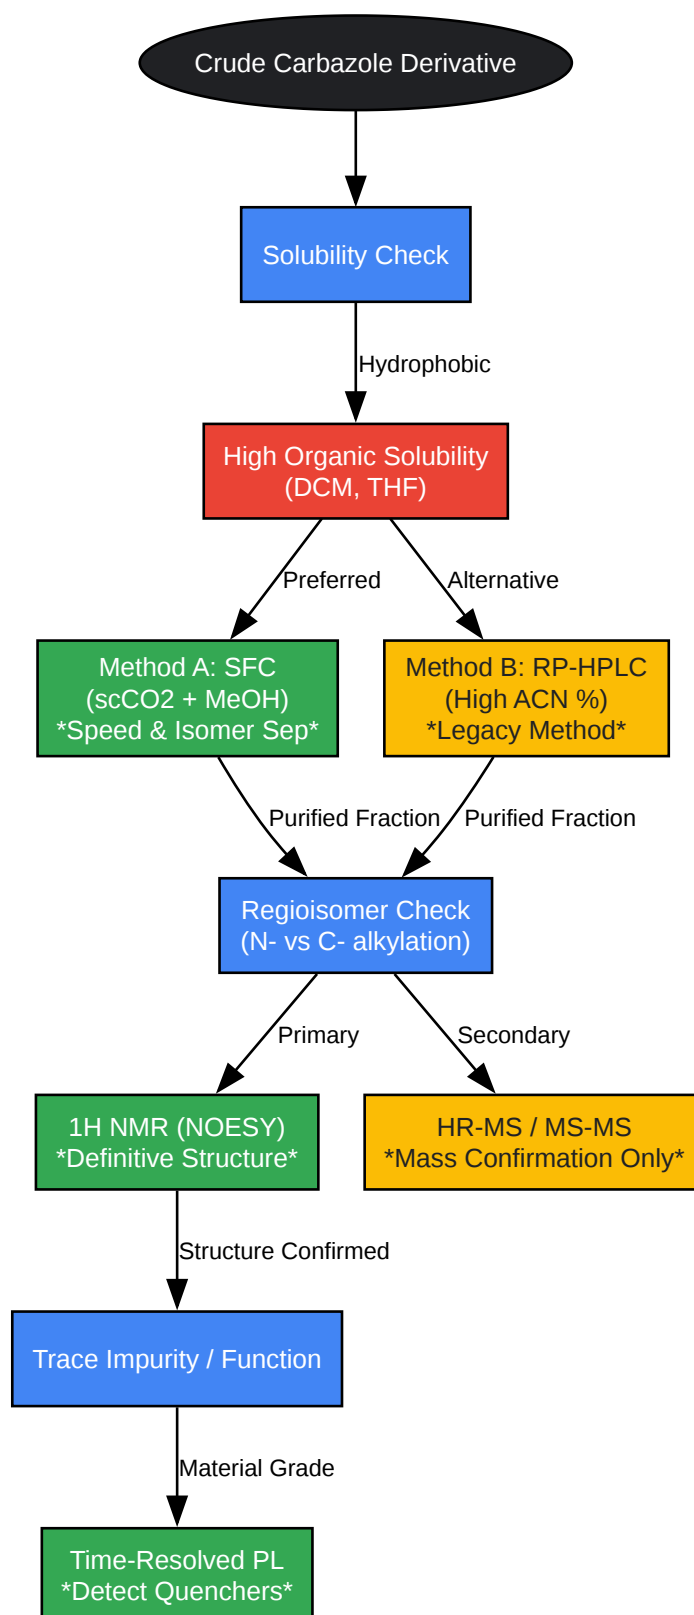 Crude Carbazole Derivative
Solubility Check
Hydrophobic
High Organic Solubility
(DCM, THF)
Preferred
Alternative
Method A: SFC
(scCO2 + MeOH)
*Speed & Isomer Sep*
Method B: RP-HPLC
(High ACN %)
*Legacy Method*
Purified Fraction
Purified Fraction
Regioisomer Check
(N- vs C- alkylation)
Primary
Secondary
1H NMR (NOESY)
*Definitive Structure*
HR-MS / MS-MS
*Mass Confirmation Only*
Structure Confirmed
Trace Impurity / Function
Material Grade
Time-Resolved PL
*Detect Quenchers*